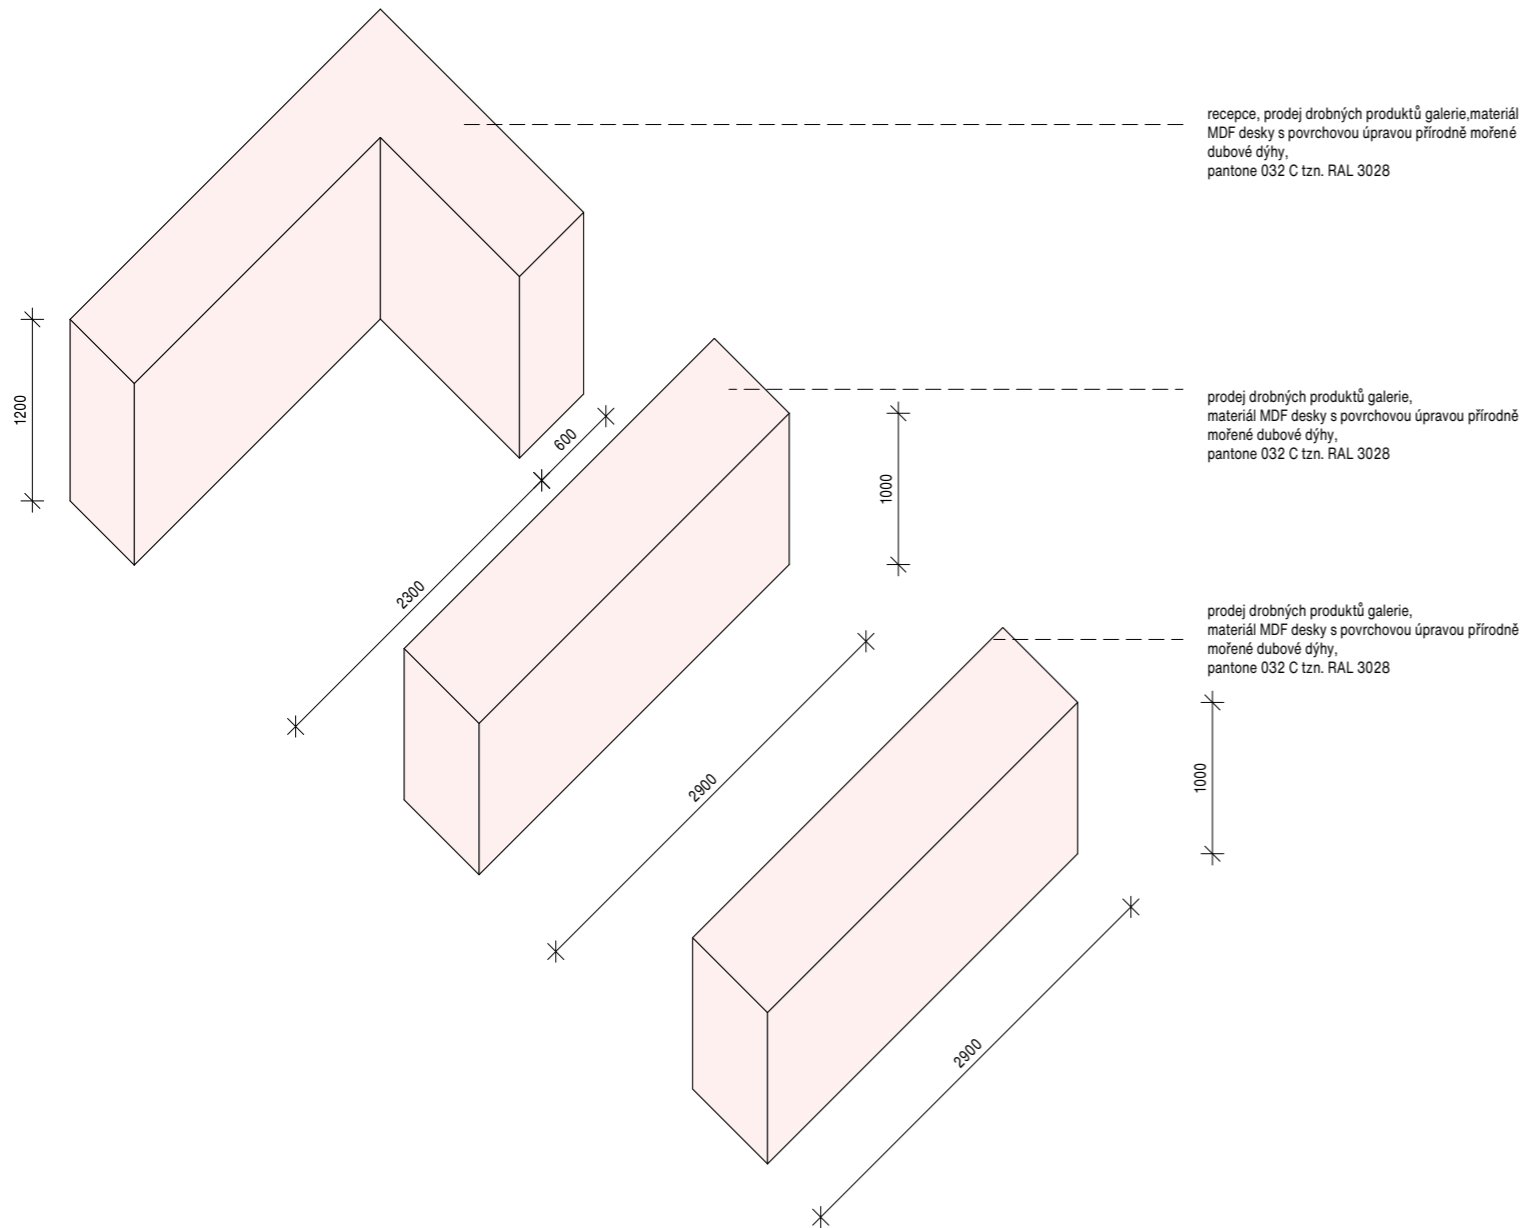 recepce, prodej drobných produktů galerie,materiál
MDF desky s povrchovou úpravou přírodně mořené
dubové dýhy,
pantone 032 C tzn. RAL 3028
1200
600
prodej drobných produktů galerie,
materiál MDF desky s povrchovou úpravou přírodně
mořené dubové dýhy,
pantone 032 C tzn. RAL 3028
1000
2300
prodej drobných produktů galerie,
materiál MDF desky s povrchovou úpravou přírodně
mořené dubové dýhy,
pantone 032 C tzn. RAL 3028
2900
1000
2900